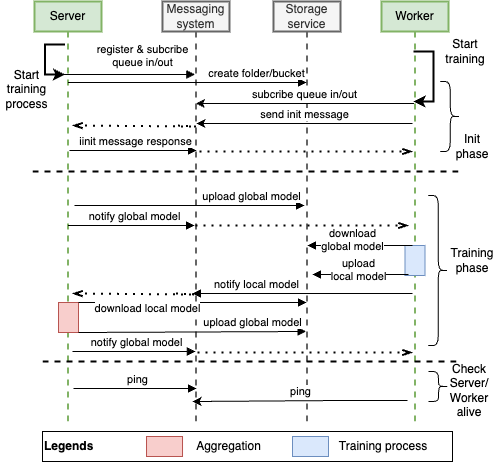 Server
Messaging
system
Storage
service
Worker
register & subcribe
queue in/out
Start
training
Start
training
process
create folder/bucket
subcribe queue in/out
send init message
iinit message response
Init
phase
upload global model
notify global model
download
global model
upload
local model
Training
phase
notify local model
download local model
upload global model
notify global model
Check
Server/
Worker
alive
ping
ping
Legends
Aggregation
Training process